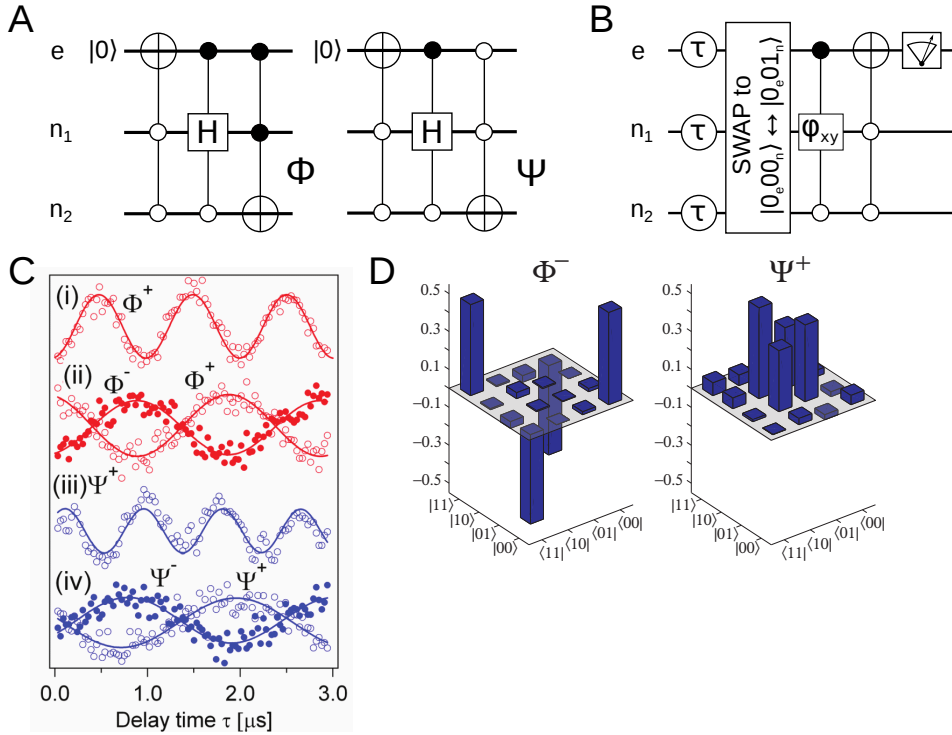 A
e |0⟩ |0⟩
n₁ H H
n₂ Φ Ψ
B
e τ
n₁ τ φxy
n₂ τ
SWAP to
|0ₑ00ₙ⟩ ↔ |0ₑ01ₙ⟩
C
(i) Φ⁺
(ii) Φ⁻ Φ⁺
(iii) Ψ⁺
(iv) Ψ⁻ Ψ⁺
0.0 1.0 2.0 3.0
Delay time τ [μs]
D
Φ⁻
0.5
0.3
0.1
−0.1
−0.3
−0.5
|11⟩
|10⟩
|01⟩
|00⟩
⟨11| ⟨10| ⟨01| ⟨00|
Ψ⁺
0.5
0.3
0.1
−0.1
−0.3
−0.5
|11⟩
|10⟩
|01⟩
|00⟩
⟨11| ⟨10| ⟨01| ⟨00|